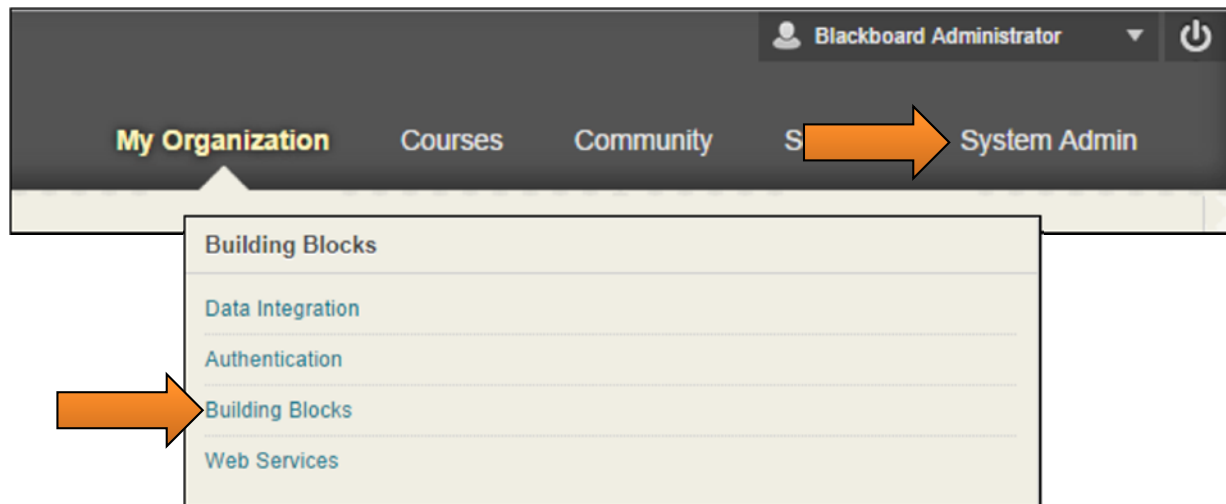 Blackboard Administrator
My Organization Courses Community System Admin
Building Blocks
Data Integration
Authentication
Building Blocks
Web Services